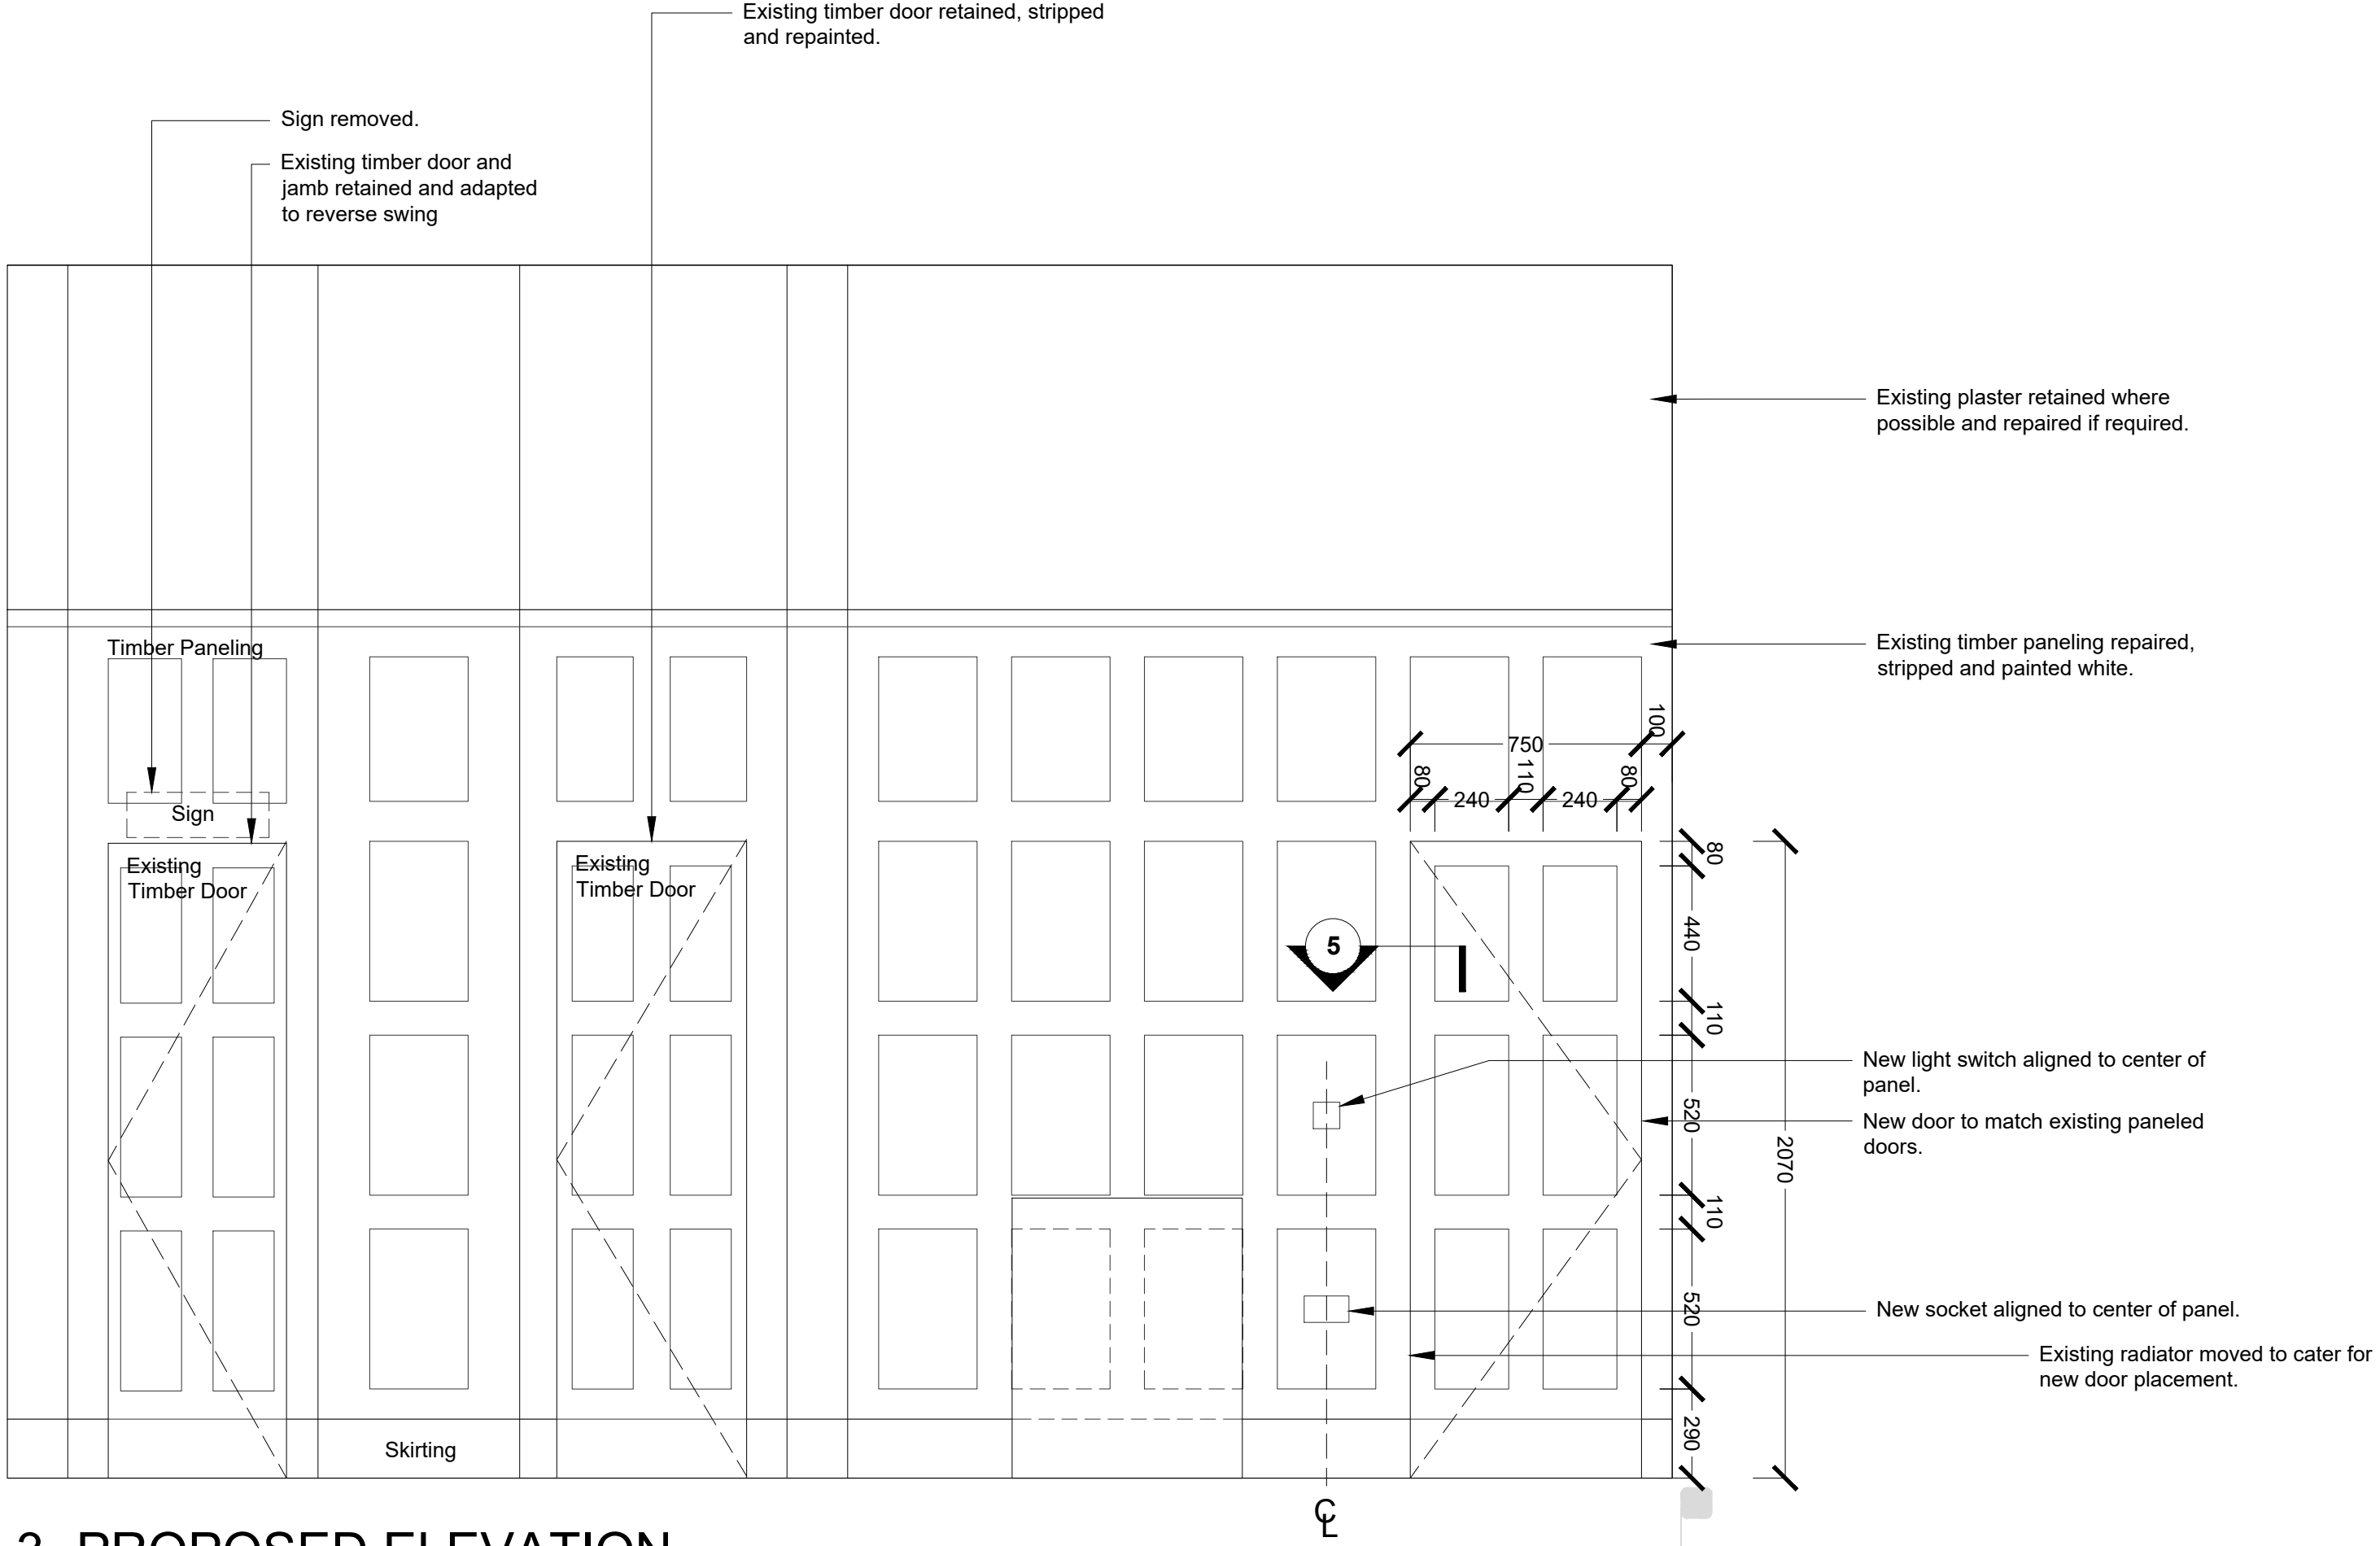 Existing timber door retained, stripped
and repainted.
Sign removed.
Existing timber door and
jamb retained and adapted
to reverse swing
Existing plaster retained where
possible and repaired if required.
Timber Paneling
Existing timber paneling repaired,
stripped and painted white.
100
750
80
110
80
240
240
Sign
80
Existing
Timber Door
Existing
Timber Door
440
5
110
New light switch aligned to center of
panel.
520
New door to match existing paneled
doors.
2070
110
520
New socket aligned to center of panel.
Existing radiator moved to cater for
new door placement.
290
Skirting
CL
3 PROPOSED ELEVATION